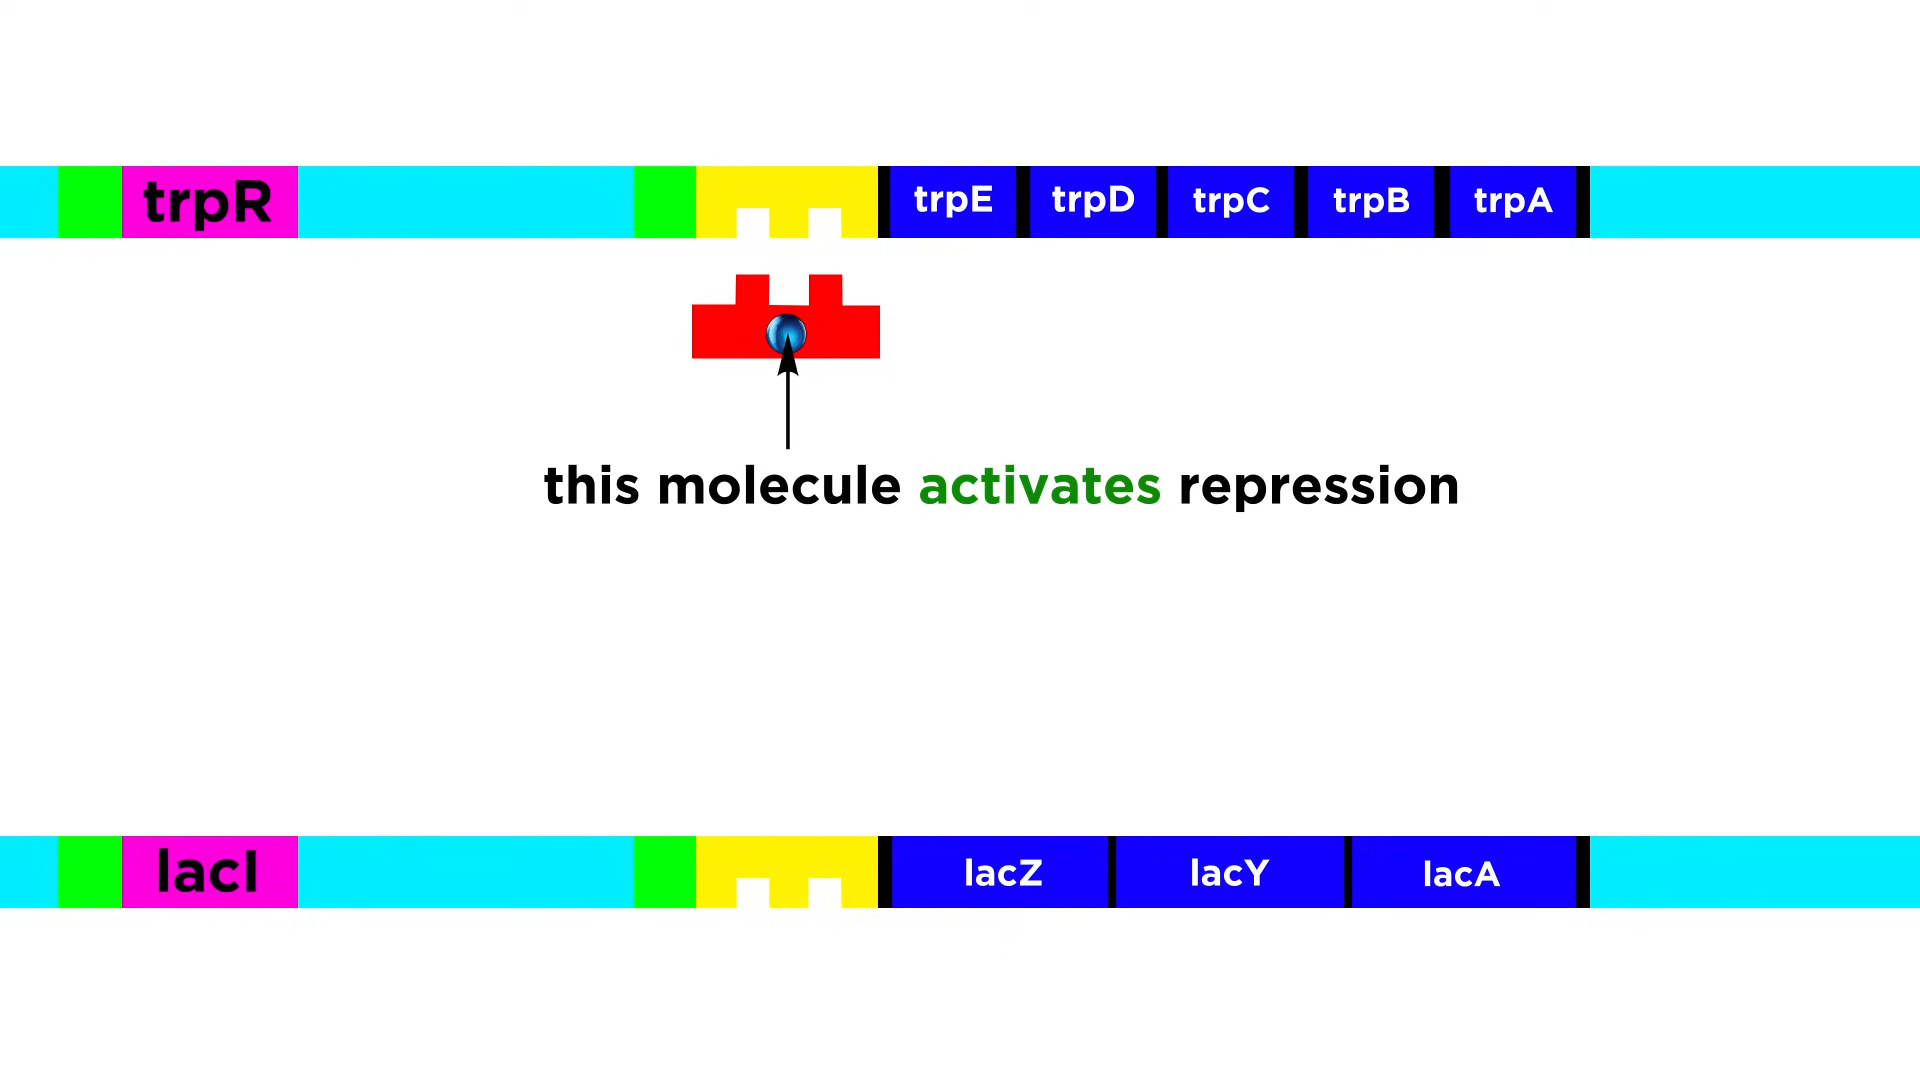 trpR trpE trpD trpC trpB trpA
this molecule activates repression
lacI lacZ lacY lacA